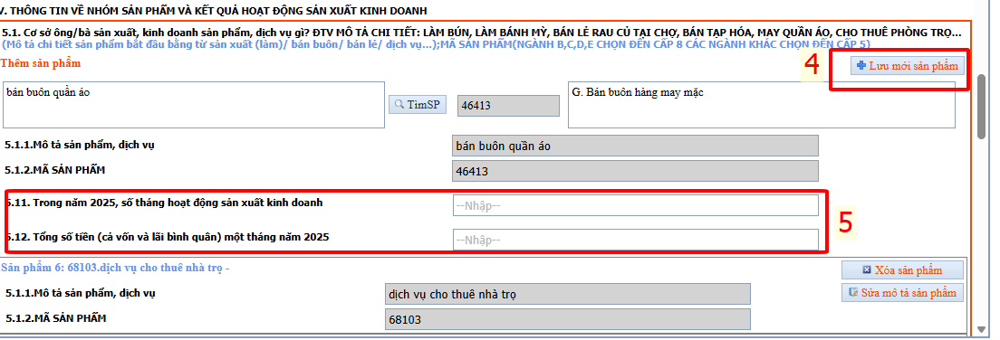 V. THÔNG TIN VỀ NHÓM SẢN PHẨM VÀ KẾT QUẢ HOẠT ĐỘNG SẢN XUẤT KINH DOANH
5.1. Cơ sở ông/bà sản xuất, kinh doanh sản phẩm, dịch vụ gì? ĐTV MÔ TẢ CHI TIẾT: LÀM BÚN, LÀM BÁNH MỲ, BÁN LẺ RAU CỦ TẠI CHỢ, BÁN TẠP HÓA, MAY QUẦN ÁO, CHO THUÊ PHÒNG TRỌ...
(Mô tả chi tiết sản phẩm bắt đầu bằng từ sản xuất (làm)/ bán buôn/ bán lẻ/ dịch vụ...);MÃ SẢN PHẨM(NGÀNH B,C,D,E CHỌN ĐẾN CẤP 8 CÁC NGÀNH KHÁC CHỌN ĐẾN CẤP 5)
Thêm sản phẩm
4
Lưu mới sản phẩm
bán buôn quần áo
TìmSP
46413
G. Bán buôn hàng may mặc
5.1.1.Mô tả sản phẩm, dịch vụ
bán buôn quần áo
5.1.2.MÃ SẢN PHẨM
46413
5.11. Trong năm 2025, số tháng hoạt động sản xuất kinh doanh
--Nhập--
5
5.12. Tổng số tiền (cả vốn và lãi bình quân) một tháng năm 2025
--Nhập--
Sản phẩm 6: 68103.dịch vụ cho thuê nhà trọ -
Xóa sản phẩm
5.1.1.Mô tả sản phẩm, dịch vụ
dịch vụ cho thuê nhà trọ
Sửa mô tả sản phẩm
5.1.2.MÃ SẢN PHẨM
68103